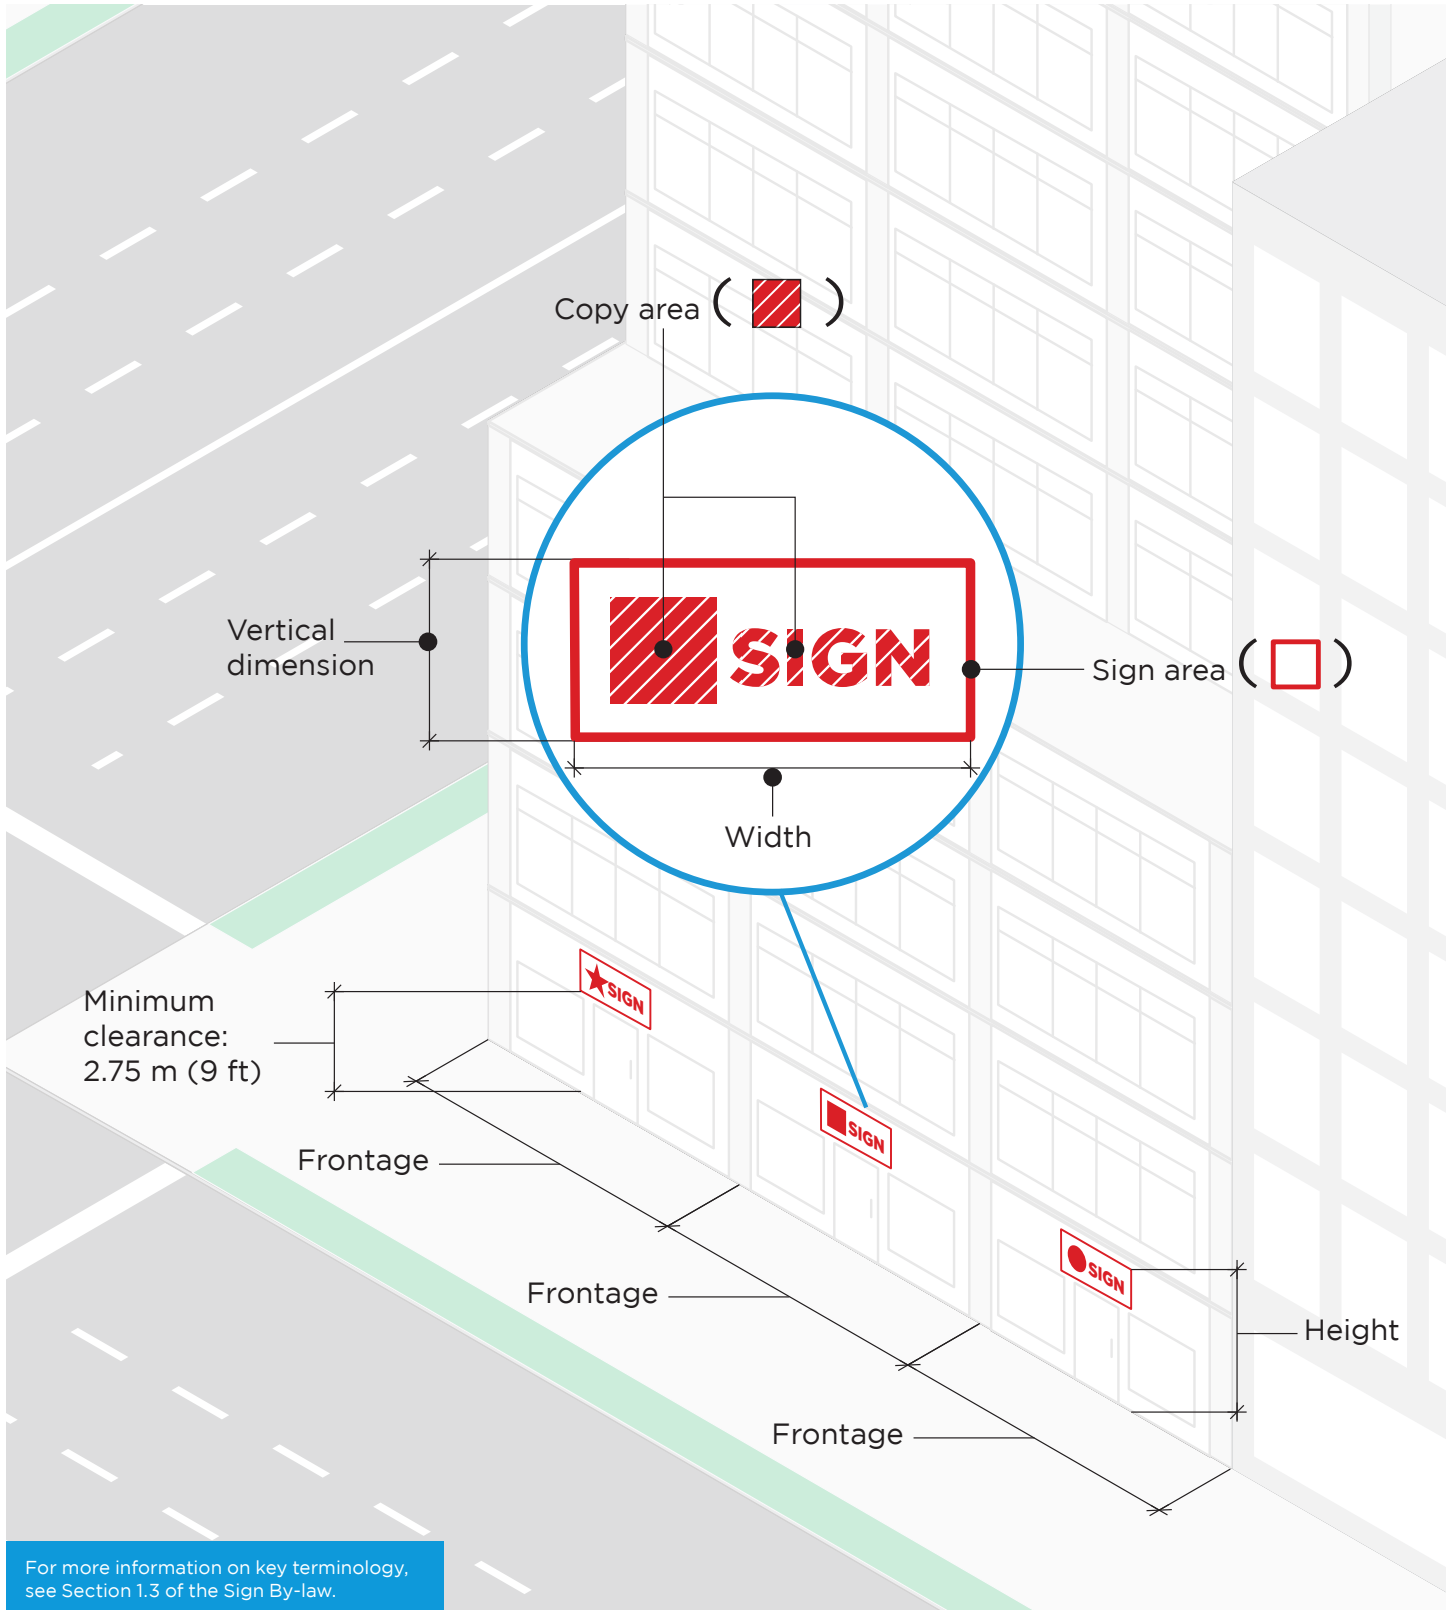 Copy area ( )
SIGN
Vertical
dimension
Sign area ( )
Width
SIGN
Minimum
clearance:
2.75 m (9 ft)
SIGN
Frontage
SIGN
Frontage
Height
Frontage
For more information on key terminology,
see Section 1.3 of the Sign By-law.